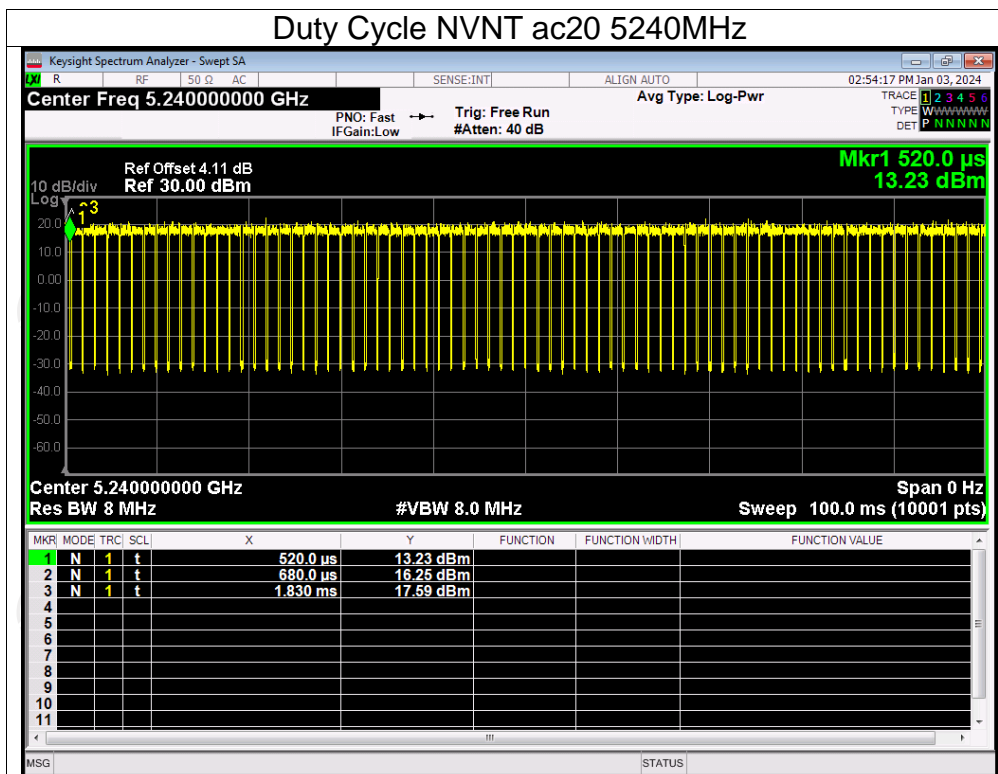 Duty Cycle NVNT ac20 5240MHz
Keysight Spectrum Analyzer - Swept SA
LXI R RF 50 Ω AC SENSE:INT ALIGN AUTO 02:54:17 PM Jan 03, 2024
Center Freq 5.240000000 GHz
PNO: Fast
IFGain:Low
Trig: Free Run
#Atten: 40 dB
Avg Type: Log-Pwr
TRACE 1 2 3 4 5 6
TYPE WWWWWW
DET P N N N N N
Ref Offset 4.11 dB
10 dB/div Ref 30.00 dBm
Log
Mkr1 520.0 µs
13.23 dBm
1
3
20.0
10.0
0.00
-10.0
-20.0
-30.0
-40.0
-50.0
-60.0
Center 5.240000000 GHz Span 0 Hz
Res BW 8 MHz #VBW 8.0 MHz Sweep 100.0 ms (10001 pts)
MKR MODE TRC SCL X Y FUNCTION FUNCTION WIDTH FUNCTION VALUE
1 N 1 t 520.0 µs 13.23 dBm
2 N 1 t 680.0 µs 16.25 dBm
3 N 1 t 1.830 ms 17.59 dBm
4
5
6
7
8
9
10
11
MSG STATUS